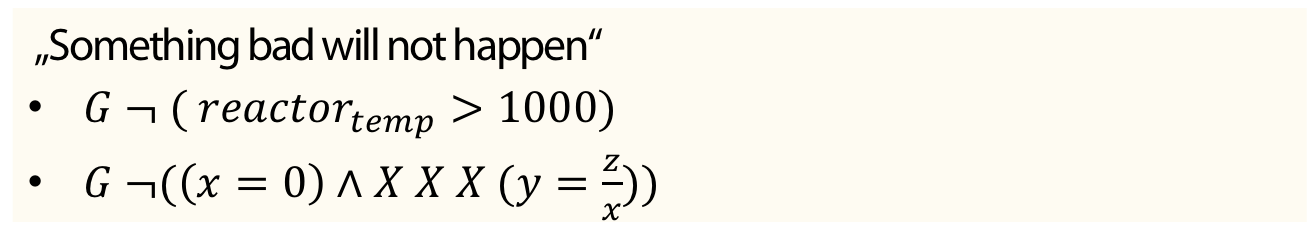 „Something bad will not happen“
• G ¬ ( reactor_temp > 1000)
• G ¬((x = 0) ∧ X X X (y = z/x))